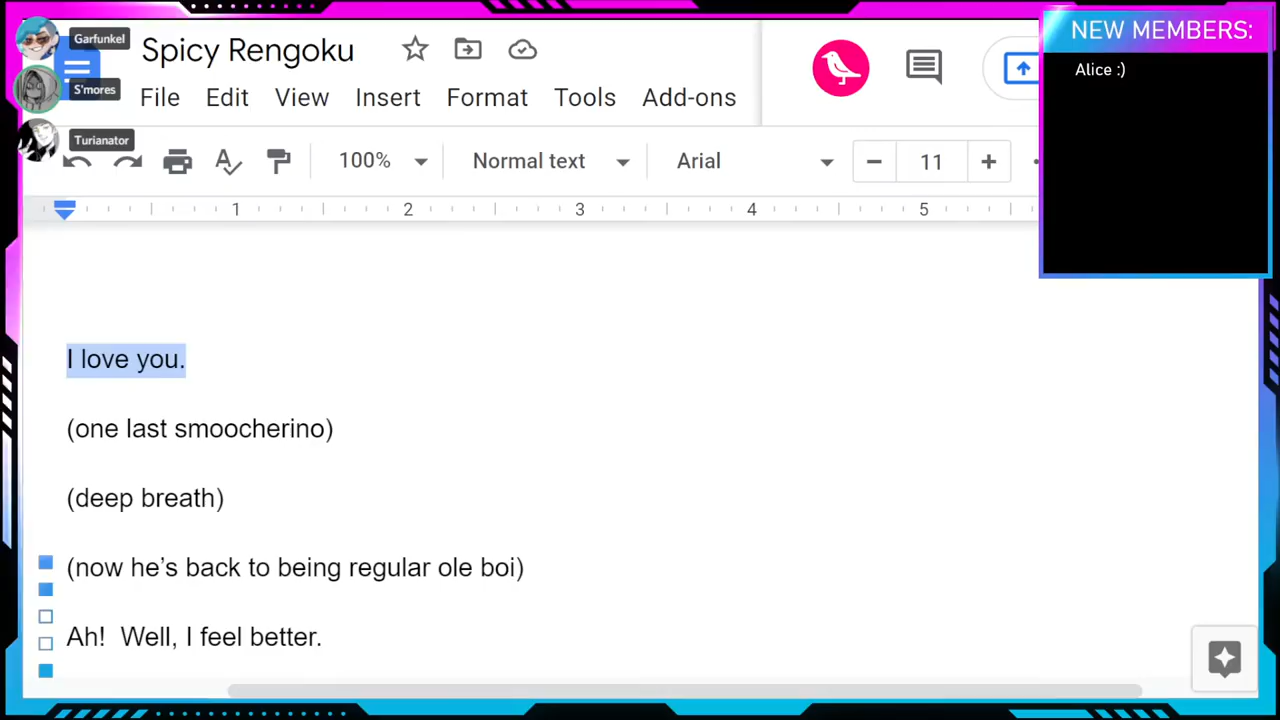 Garfunkel
S'mores
Turianator
Spicy Rengoku
File Edit View Insert Format Tools Add-ons
100% Normal text Arial 11
1 2 3 4 5
NEW MEMBERS:
Alice :)
I love you.
(one last smoocherino)
(deep breath)
(now he’s back to being regular ole boi)
Ah!  Well, I feel better.